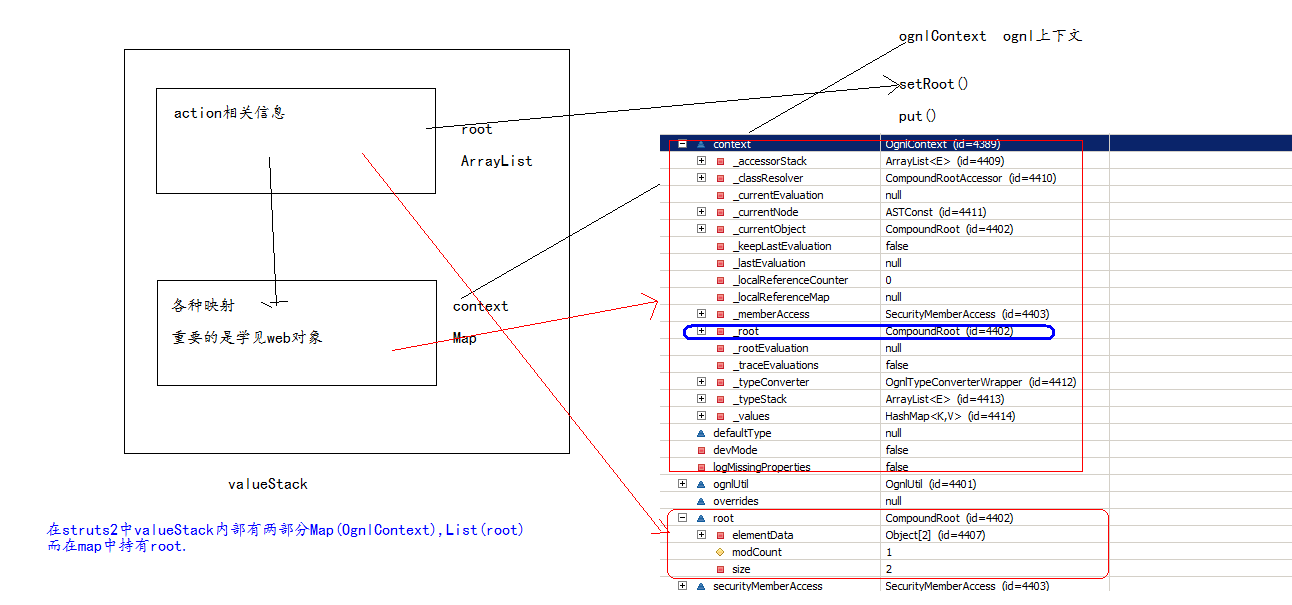 ognlContext ognl上下文
setRoot()
put()
action相关信息
root
ArrayList
各种映射
重要的是学见web对象
context
Map
valueStack
在struts2中valueStack内部有两部分Map(OgnlContext),List(root)
而在map中持有root.
context OgnlContext (id=4389)
_accessorStack ArrayList<E> (id=4409)
_classResolver CompoundRootAccessor (id=4410)
_currentEvaluation null
_currentNode ASTConst (id=4411)
_currentObject CompoundRoot (id=4402)
_keepLastEvaluation false
_lastEvaluation null
_localReferenceCounter 0
_localReferenceMap null
_memberAccess SecurityMemberAccess (id=4403)
_root CompoundRoot (id=4402)
_rootEvaluation null
_traceEvaluations false
_typeConverter OgnlTypeConverterWrapper (id=4412)
_typeStack ArrayList<E> (id=4413)
_values HashMap<K,V> (id=4414)
defaultType null
devMode false
logMissingProperties false
ognlUtil OgnlUtil (id=4401)
overrides null
root CompoundRoot (id=4402)
elementData Object[2] (id=4407)
modCount 1
size 2
securityMemberAccess SecurityMemberAccess (id=4403)